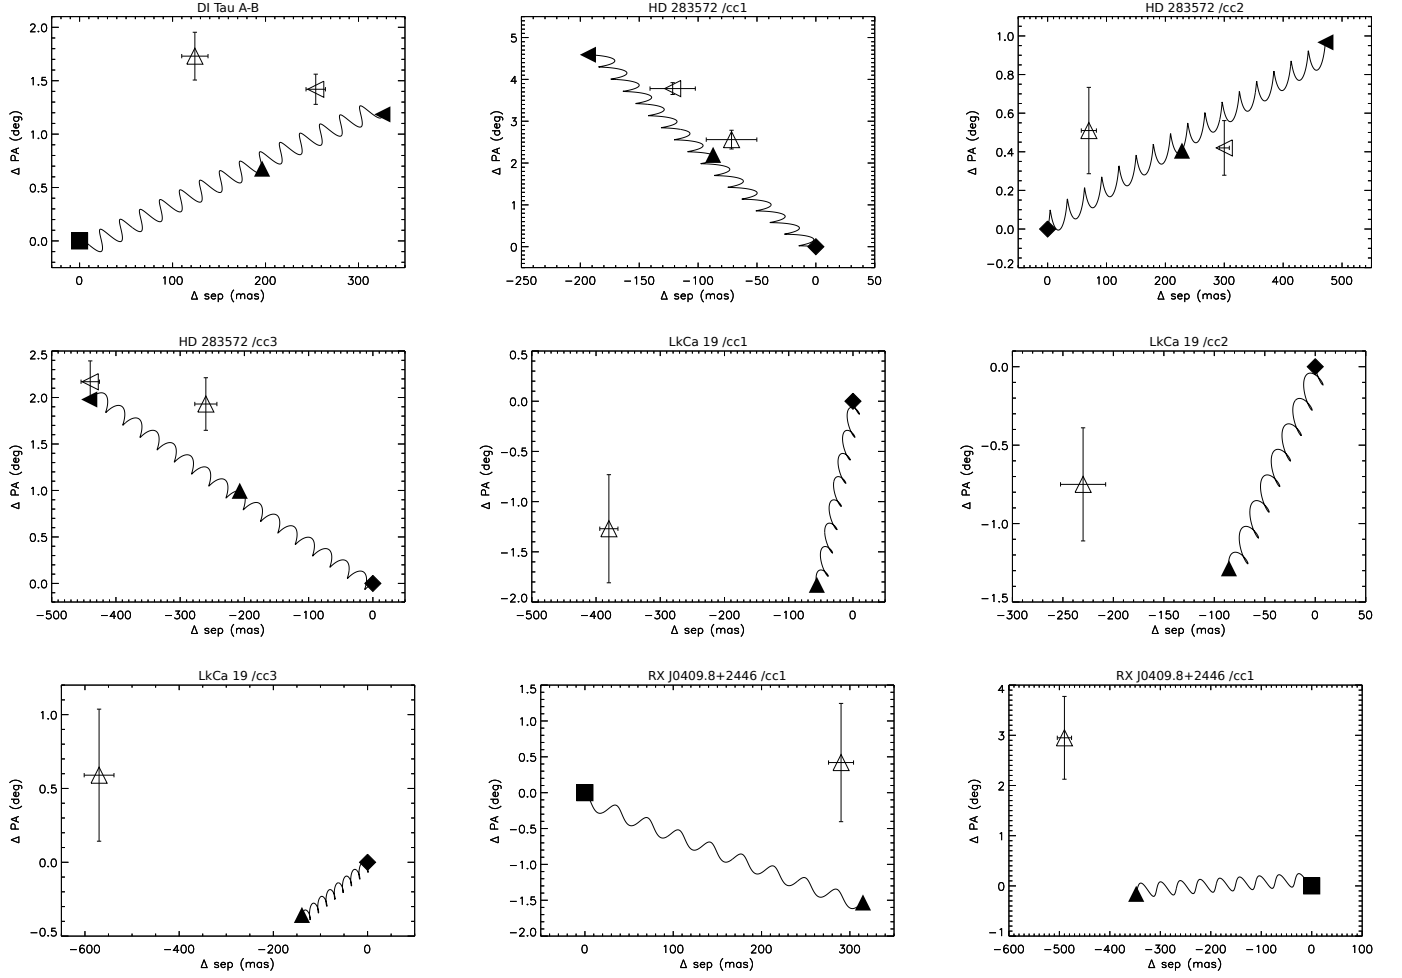 DI Tau A-B
2.0
1.5
1.0
0.5
0.0
Δ PA (deg)
0 100 200 300
Δ sep (mas)
HD 283572 /cc1
5
4
3
2
1
0
Δ PA (deg)
−250 −200 −150 −100 −50 0 50
Δ sep (mas)
HD 283572 /cc2
1.0
0.8
0.6
0.4
0.2
0.0
−0.2
Δ PA (deg)
0 100 200 300 400 500
Δ sep (mas)
HD 283572 /cc3
2.5
2.0
1.5
1.0
0.5
0.0
Δ PA (deg)
−500 −400 −300 −200 −100 0
Δ sep (mas)
LkCa 19 /cc1
0.5
0.0
−0.5
−1.0
−1.5
−2.0
Δ PA (deg)
−500 −400 −300 −200 −100 0
Δ sep (mas)
LkCa 19 /cc2
0.0
−0.5
−1.0
−1.5
Δ PA (deg)
−300 −250 −200 −150 −100 −50 0 50
Δ sep (mas)
LkCa 19 /cc3
1.0
0.5
0.0
−0.5
Δ PA (deg)
−600 −400 −200 0
Δ sep (mas)
RX J0409.8+2446 /cc1
1.5
1.0
0.5
0.0
−0.5
−1.0
−1.5
−2.0
Δ PA (deg)
0 100 200 300
Δ sep (mas)
RX J0409.8+2446 /cc1
4
3
2
1
0
−1
Δ PA (deg)
−600 −500 −400 −300 −200 −100 0 100
Δ sep (mas)